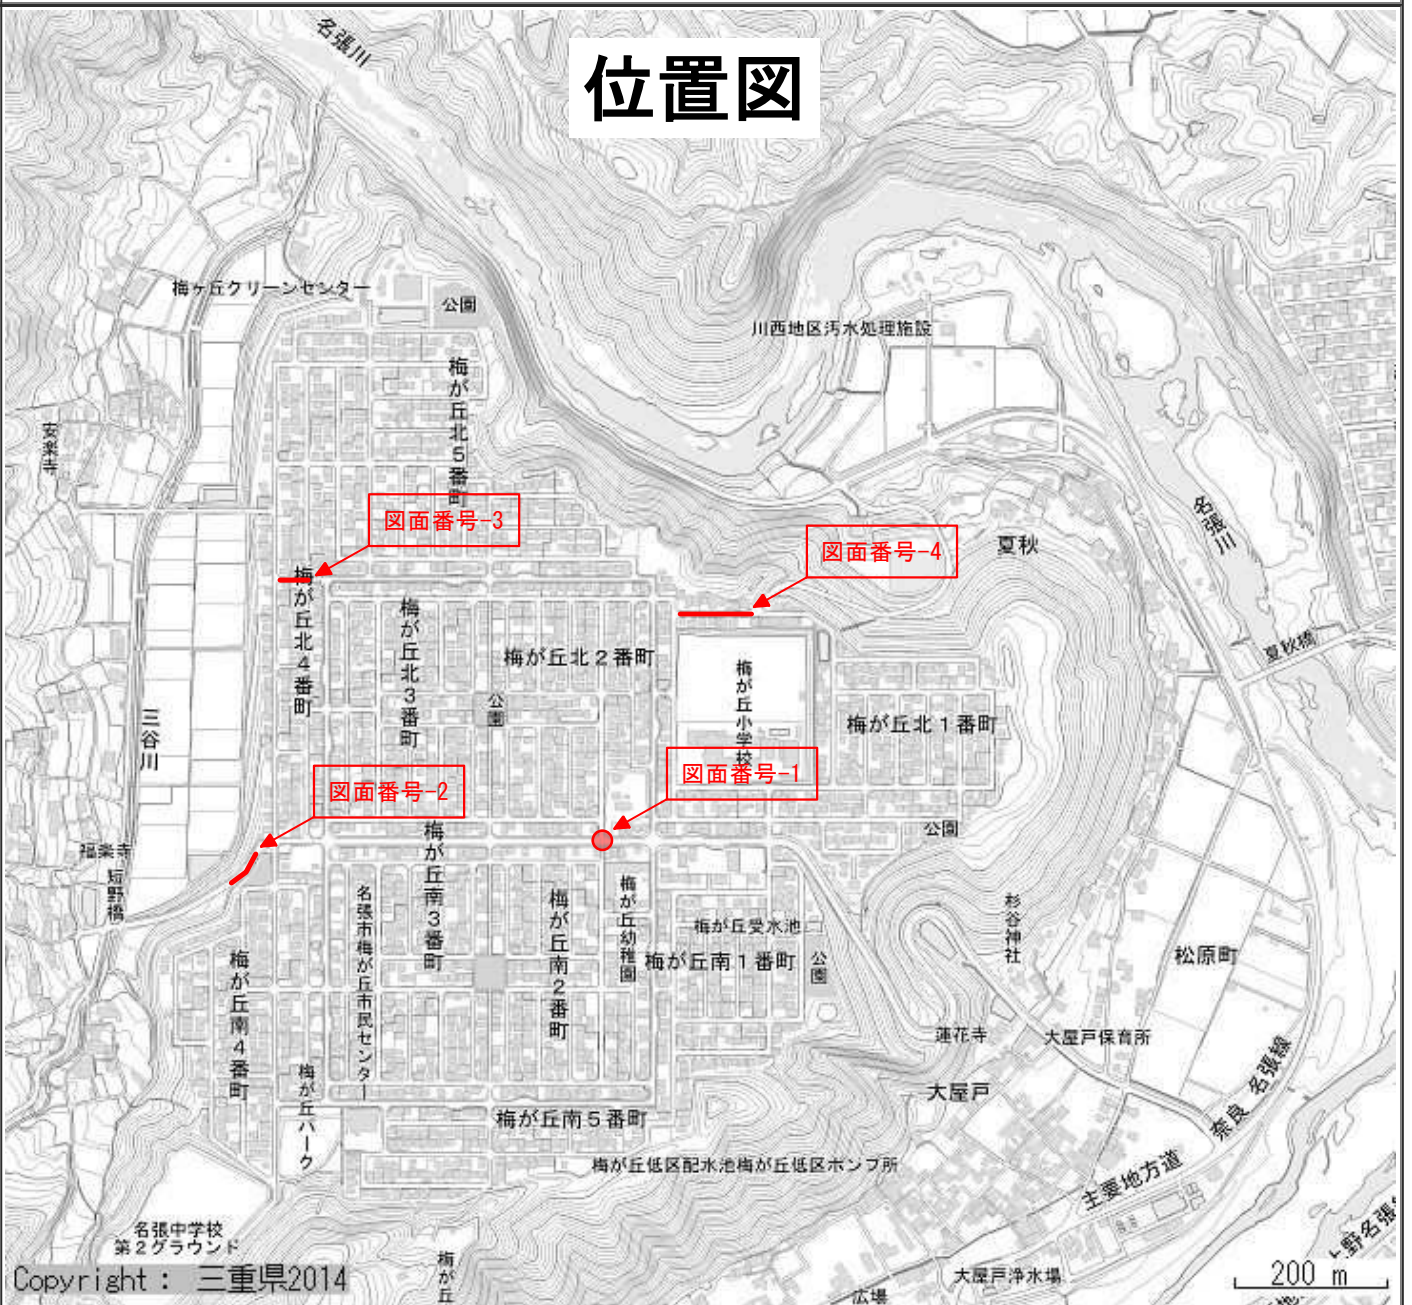 位置図
名張川
梅ヶ丘クリーンセンター
公園
川西地区汚水処理施設
梅が丘北5番町
安楽寺
図面番号-3
図面番号-4
夏秋
名張川
梅が丘北4番町
梅が丘北3番町
梅が丘北2番町
公園
梅が丘小学校
梅が丘北1番町
夏秋橋
三谷川
図面番号-1
図面番号-2
公園
福楽寺
短野橋
梅が丘南3番町
名張市梅が丘市民センター
梅が丘南2番町
梅が丘幼稚園
梅が丘受水池
梅が丘南1番町
公園
杉谷神社
松原町
梅が丘南4番町
蓮花寺
大屋戸保育所
大屋戸
奈良 名張線
梅が丘パーク
梅が丘南5番町
梅が丘低区配水池梅が丘低区ポンプ所
主要地方道
名張中学校
第2グラウンド
上野名張
梅が丘
大屋戸浄水場
広場
Copyright : 三重県2014
200 m